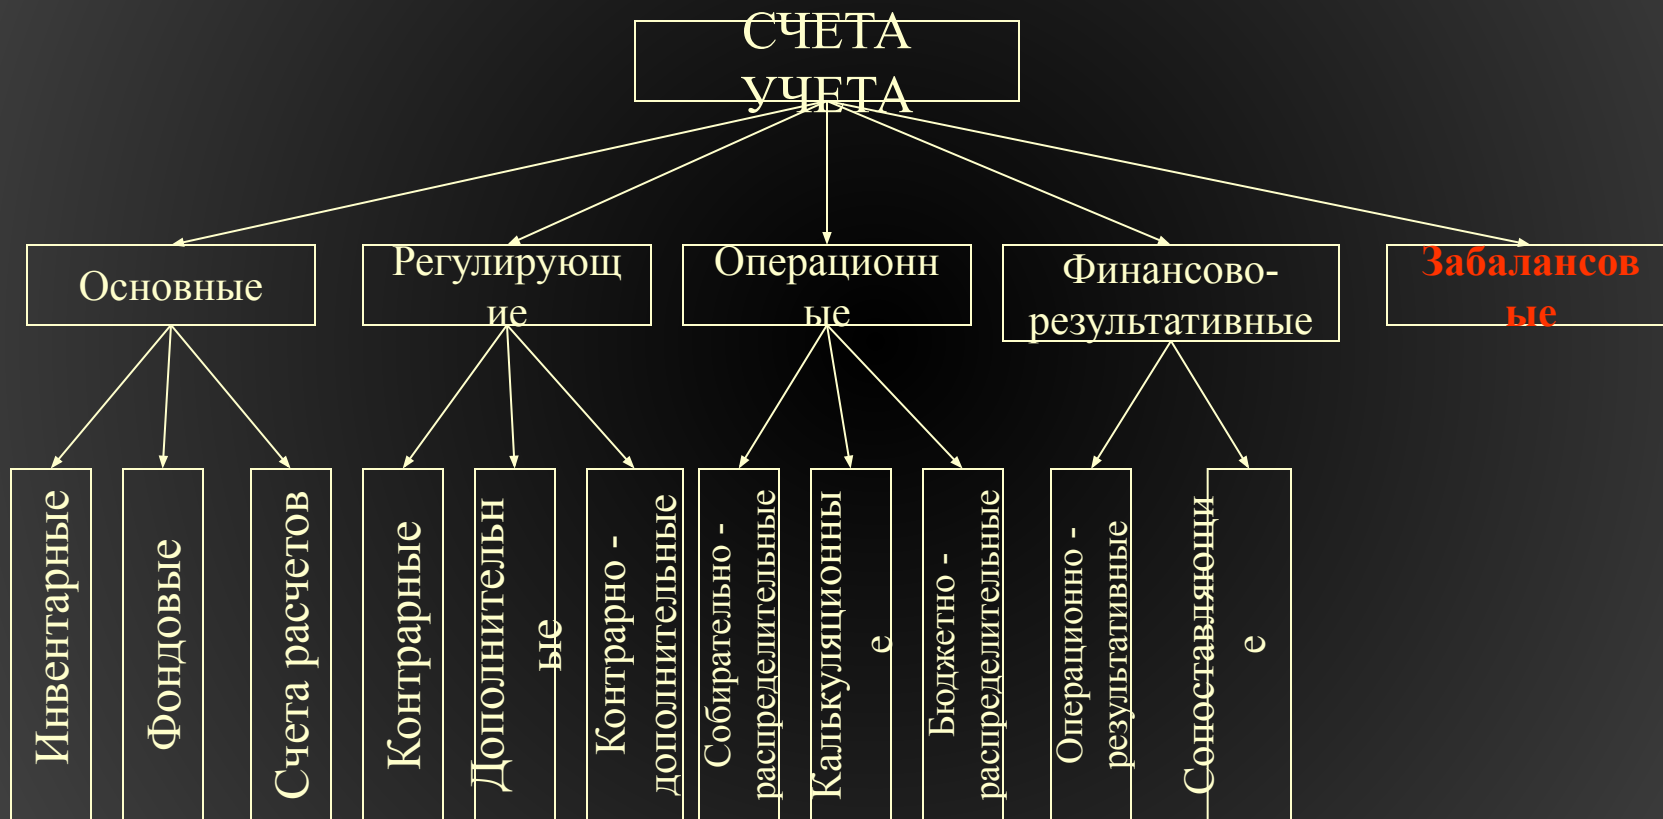 СЧЕТА
УЧЕТА
Основные
Регулирующ
ие
Операционн
ые
Финансово-
результативные
Забалансов
ые
Инвентарные
Фондовые
Счета расчетов
Контрарные
Дополнительн
ые
Контрарно -
дополнительные
Собирательно -
распределительные
Калькуляционны
е
Бюджетно -
распределительные
Операционно -
результативные
Сопоставляющи
е